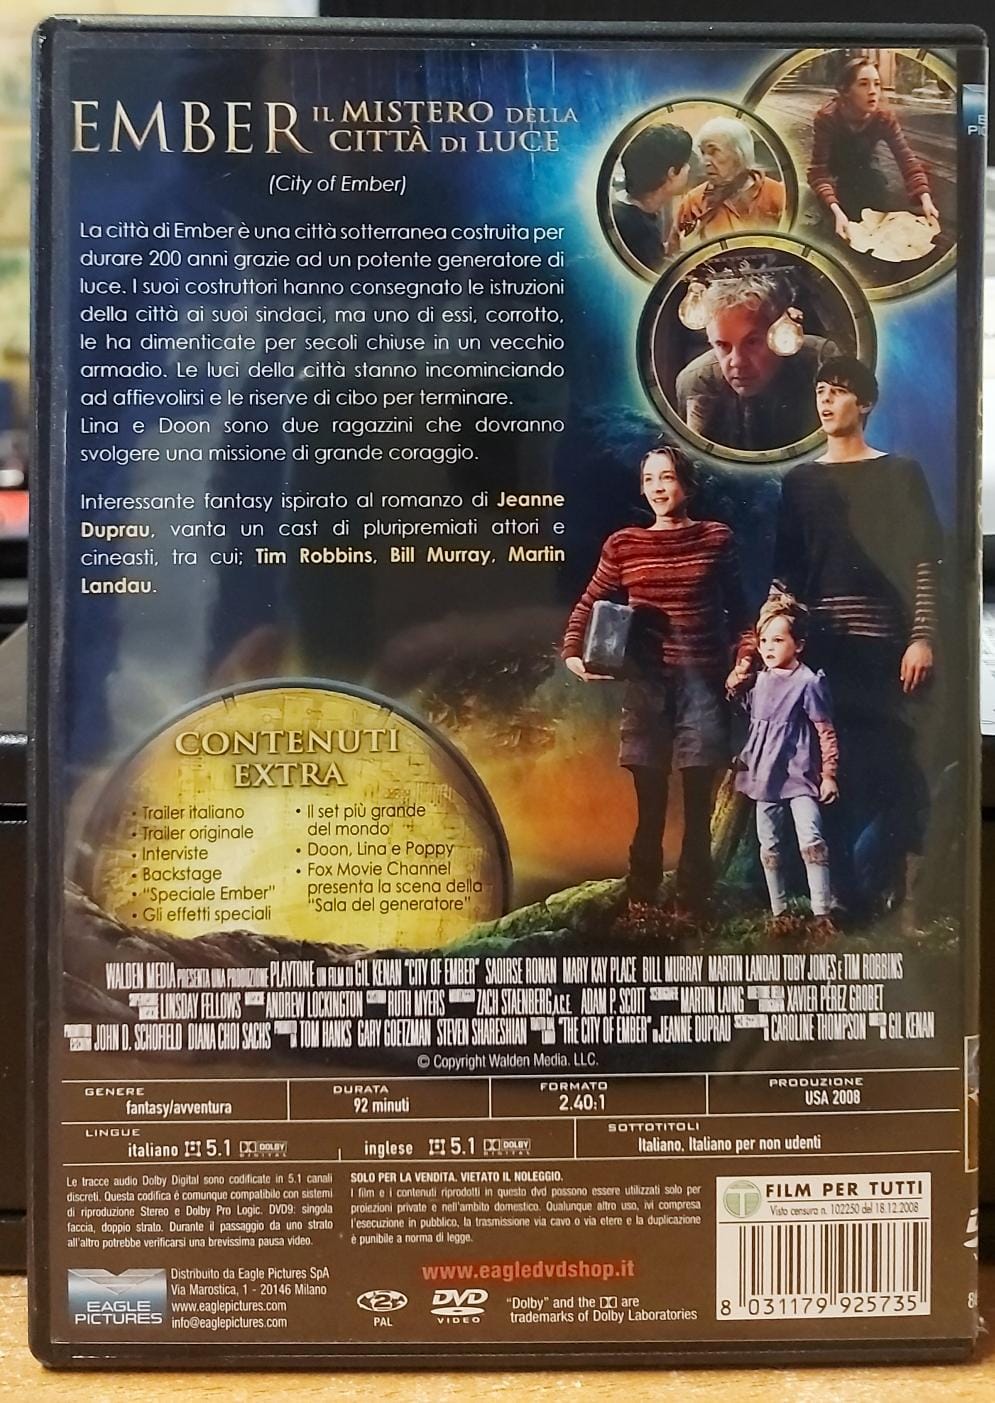 EMBER IL MISTERO DELLA
CITTÀ DI LUCE
(City of Ember)
La città di Ember è una città sotterranea costruita per
durare 200 anni grazie ad un potente generatore di
luce. I suoi costruttori hanno consegnato le istruzioni
della città ai suoi sindaci, ma uno di essi, corrotto,
le ha dimenticate per secoli chiuse in un vecchio
armadio. Le luci della città stanno incominciando
ad affievolirsi e le riserve di cibo per terminare.
Lina e Doon sono due ragazzini che dovranno
svolgere una missione di grande coraggio.
Interessante fantasy ispirato al romanzo di Jeanne
Duprau, vanta un cast di pluripremiati attori e
cineasti, tra cui; Tim Robbins, Bill Murray, Martin
Landau.
CONTENUTI
EXTRA
• Trailer italiano
• Trailer originale
• Interviste
• Backstage
• "Speciale Ember"
• Gli effetti speciali
• Il set più grande
del mondo
• Doon, Lina e Poppy
• Fox Movie Channel
presenta la scena della
"Sala del generatore"
WALDEN MEDIA PRESENTA UNA PRODUZIONE PLAYTONE UN FILM DI GIL KENAN "CITY OF EMBER" SAOIRSE RONAN MARY KAY PLACE BILL MURRAY MARTIN LANDAU TOBY JONES E TIM ROBBINS
LINSDAY FELLOWS ANDREW LOCKINGTON RUTH MYERS ZACH STAENBERG A.C.E. ADAM P. SCOTT MARTIN LAING XAVIER PÉREZ GROBET
JOHN D. SCHOFIELD DIANA CHOI SACHS TOM HANKS GARY GOETZMAN STEVEN SHARESHIAN "THE CITY OF EMBER" JEANNE DUPRAU CAROLINE THOMPSON GIL KENAN
© Copyright Walden Media. LLC.
GENERE
fantasy/avventura
DURATA
92 minuti
FORMATO
2.40:1
PRODUZIONE
USA 2008
LINGUE
italiano 5.1 DOLBY DIGITAL
inglese 5.1 DOLBY DIGITAL
SOTTOTITOLI
Italiano, Italiano per non udenti
Le tracce audio Dolby Digital sono codificate in 5.1 canali
discreti. Questa codifica è comunque compatibile con sistemi
di riproduzione Stereo e Dolby Pro Logic. DVD9: singola
faccia, doppio strato. Durante il passaggio da uno strato
all'altro potrebbe verificarsi una brevissima pausa video.
SOLO PER LA VENDITA. VIETATO IL NOLEGGIO.
I film e i contenuti riprodotti in questo dvd possono essere utilizzati solo per
proiezioni private e nell'ambito domestico. Qualunque altro uso, ivi compresa
l'esecuzione in pubblico, la trasmissione via cavo o via etere e la duplicazione
è punibile a norma di legge.
T FILM PER TUTTI
Visto censura n. 102250 del 18.12.2008
8 031179 925735
EAGLE
PICTURES
Distribuito da Eagle Pictures SpA
Via Marostica, 1 - 20146 Milano
www.eaglepictures.com
info@eaglepictures.com
www.eagledvdshop.it
2
PAL
DVD
VIDEO
"Dolby" and the are
trademarks of Dolby Laboratories